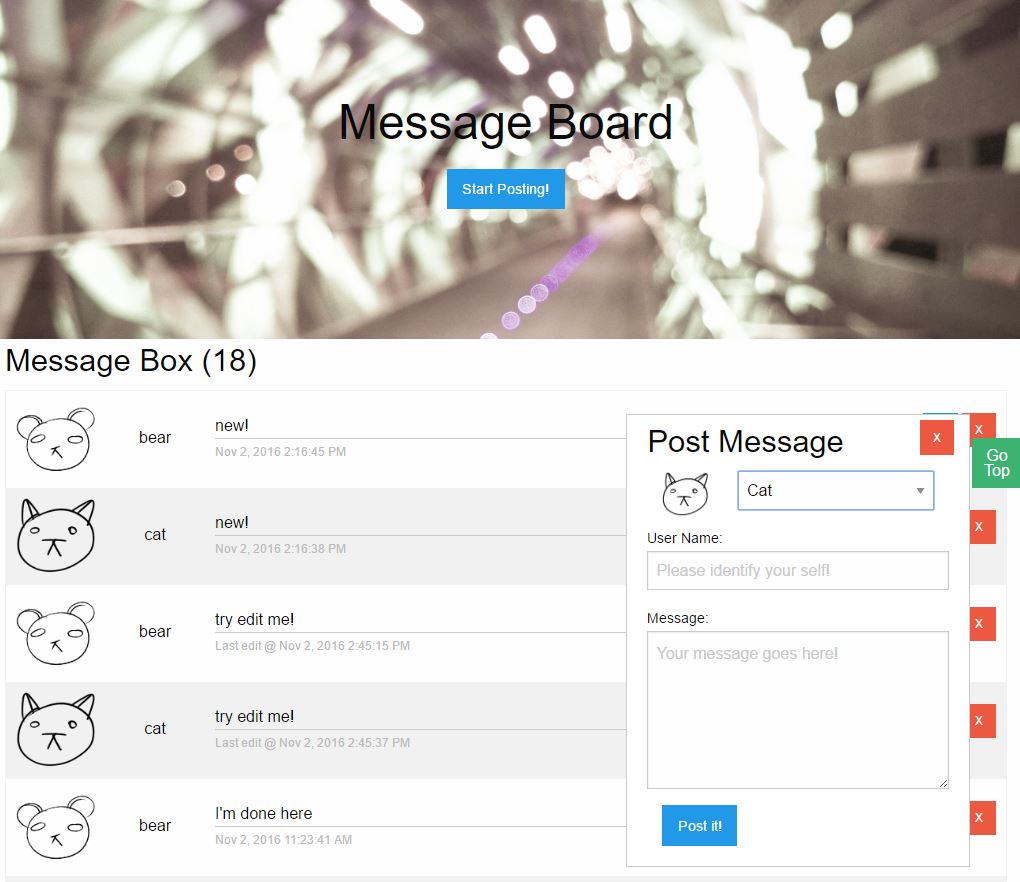 Message Board
Start Posting!
Message Box (18)
bear
new!
Nov 2, 2016 2:16:45 PM
x
cat
new!
Nov 2, 2016 2:16:38 PM
x
bear
try edit me!
Last edit @ Nov 2, 2016 2:45:15 PM
x
cat
try edit me!
Last edit @ Nov 2, 2016 2:45:37 PM
x
bear
I'm done here
Nov 2, 2016 11:23:41 AM
x
Post Message
x
Cat
User Name:
Please identify your self!
Message:
Your message goes here!
Post it!
Go
Top